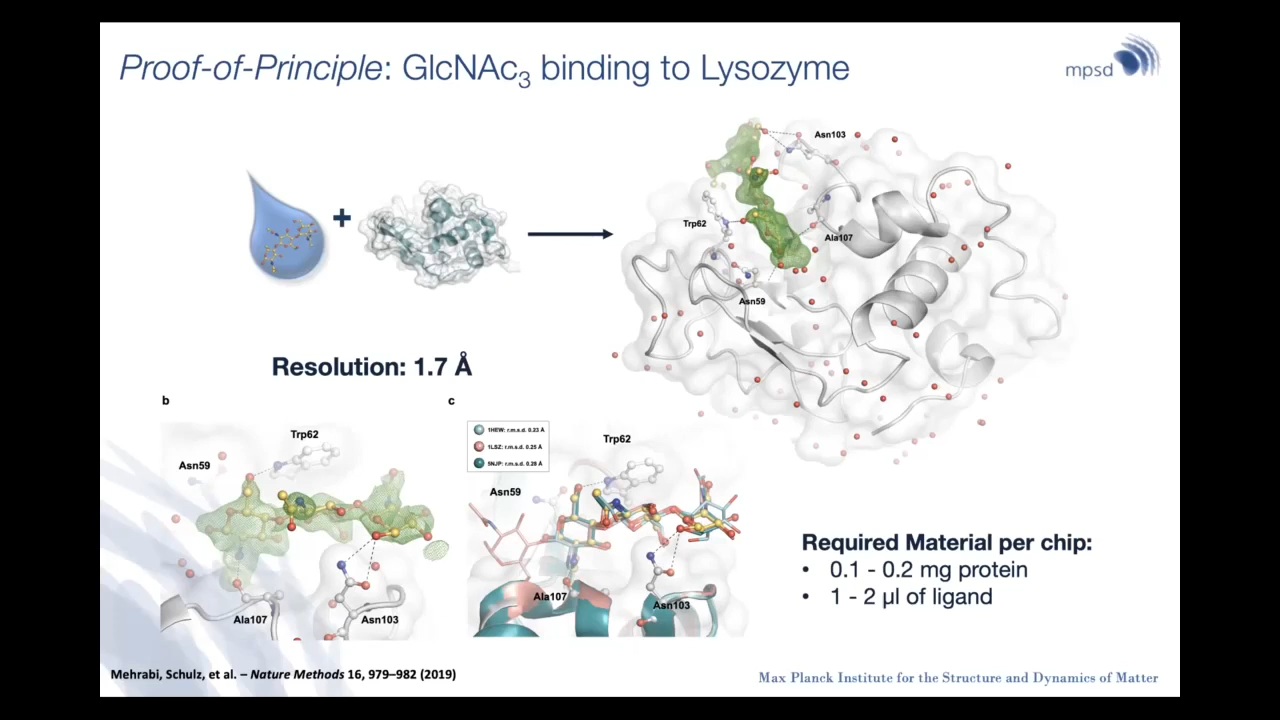 Proof-of-Principle: GlcNAc₃ binding to Lysozyme
mpsd
+
Asn103
Trp62
Ala107
Asn59
Resolution: 1.7 Å
b
Trp62
Asn59
Ala107
Asn103
c
1HEW: r.m.s.d. 0.23 Å
1LSZ: r.m.s.d. 0.25 Å
5NJP: r.m.s.d. 0.28 Å
Trp62
Asn59
Ala107
Asn103
Required Material per chip:
• 0.1 - 0.2 mg protein
• 1 - 2 µl of ligand
Mehrabi, Schulz, et al. – Nature Methods 16, 979–982 (2019)
Max Planck Institute for the Structure and Dynamics of Matter